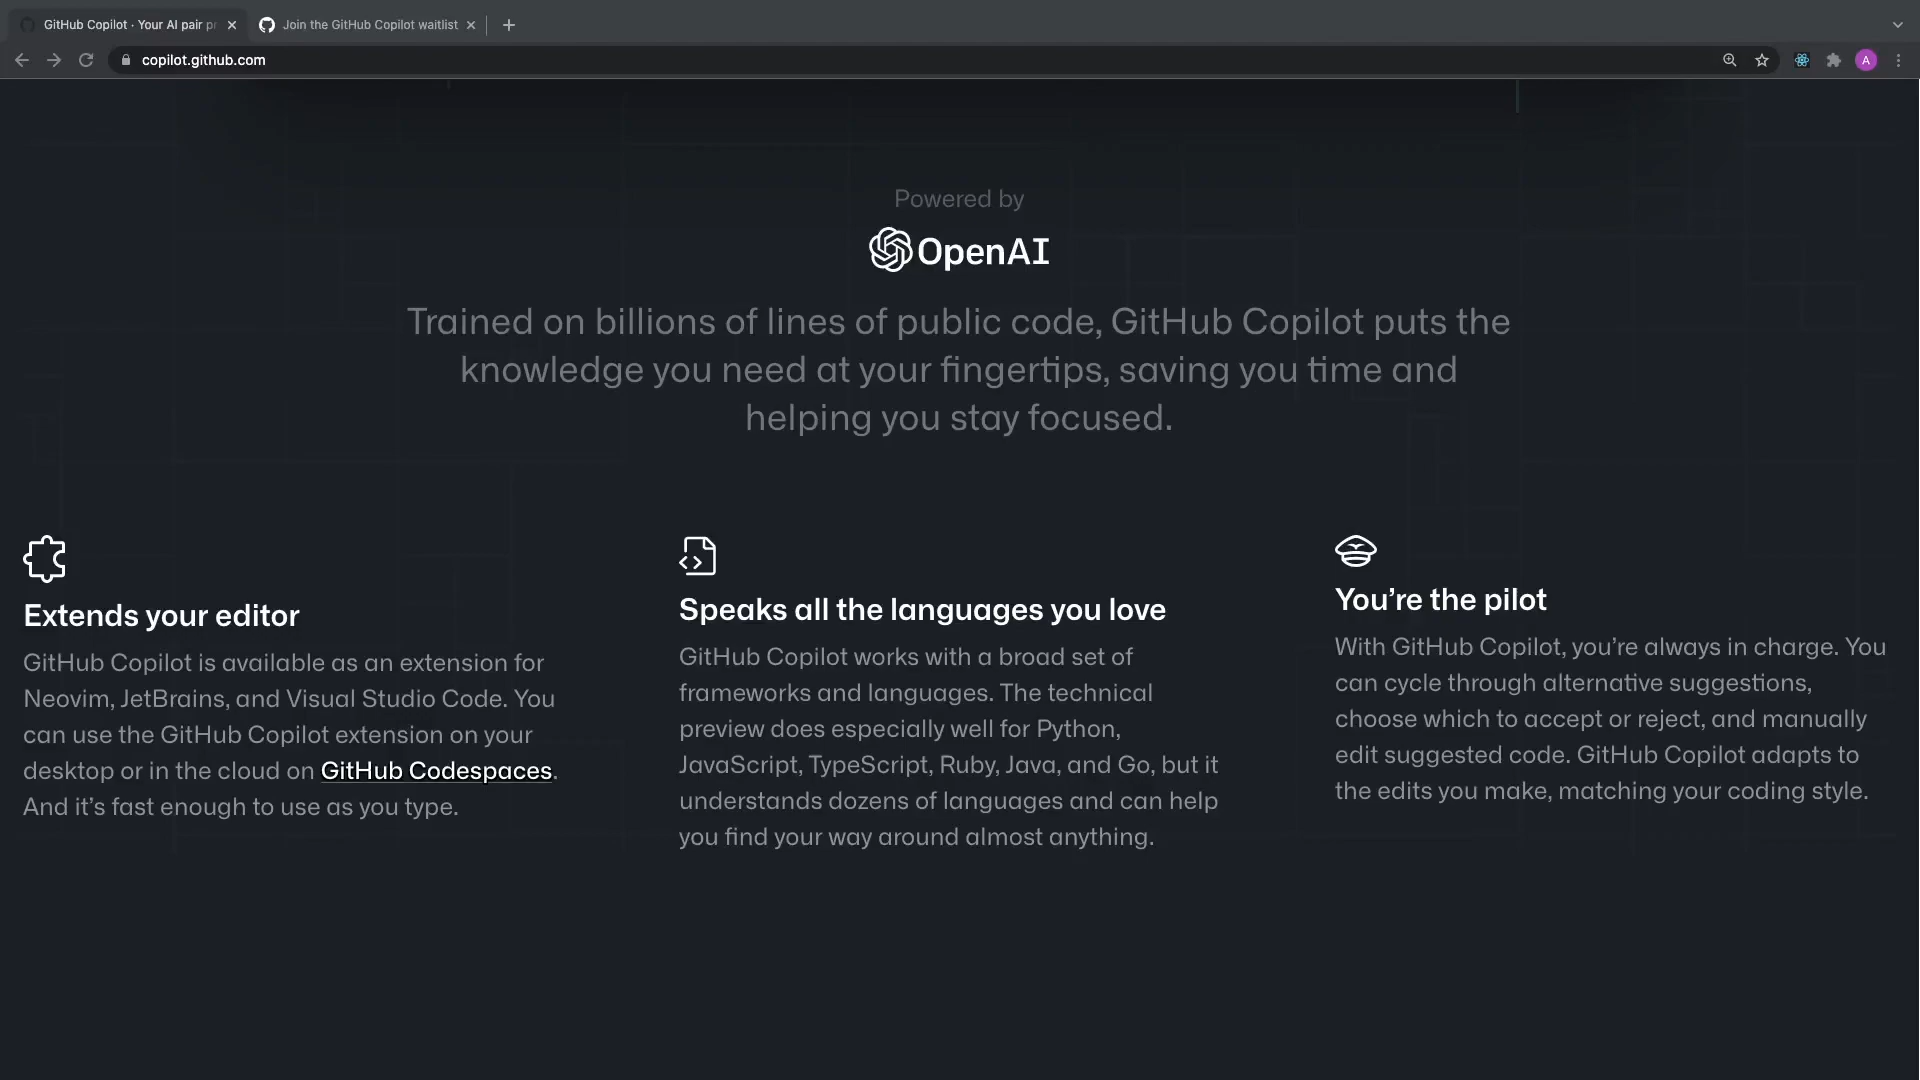 GitHub Copilot · Your AI pair pr
Join the GitHub Copilot waitlist
copilot.github.com
A
Powered by
OpenAI
Trained on billions of lines of public code, GitHub Copilot puts the
knowledge you need at your fingertips, saving you time and
helping you stay focused.
Extends your editor
GitHub Copilot is available as an extension for
Neovim, JetBrains, and Visual Studio Code. You
can use the GitHub Copilot extension on your
desktop or in the cloud on GitHub Codespaces.
And it’s fast enough to use as you type.
Speaks all the languages you love
GitHub Copilot works with a broad set of
frameworks and languages. The technical
preview does especially well for Python,
JavaScript, TypeScript, Ruby, Java, and Go, but it
understands dozens of languages and can help
you find your way around almost anything.
You’re the pilot
With GitHub Copilot, you’re always in charge. You
can cycle through alternative suggestions,
choose which to accept or reject, and manually
edit suggested code. GitHub Copilot adapts to
the edits you make, matching your coding style.